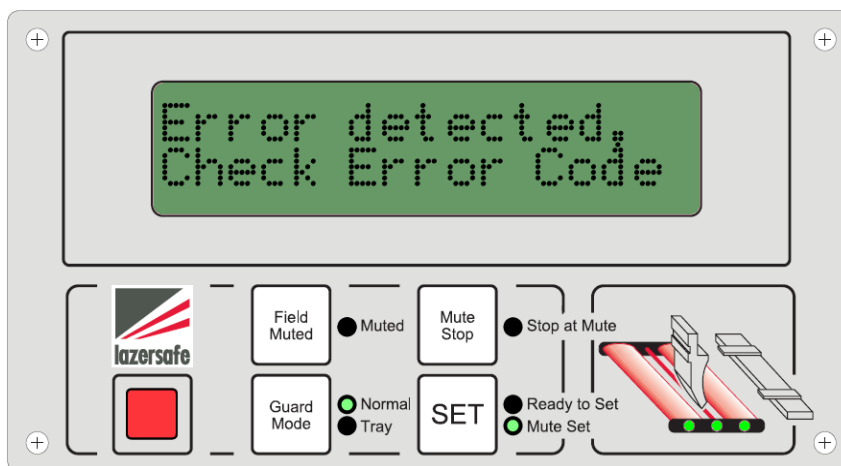 Error detected,
Check Error Code
lazersafe
Field
Muted
Muted
Mute
Stop
Stop at Mute
Guard
Mode
Normal
Tray
SET
Ready to Set
Mute Set